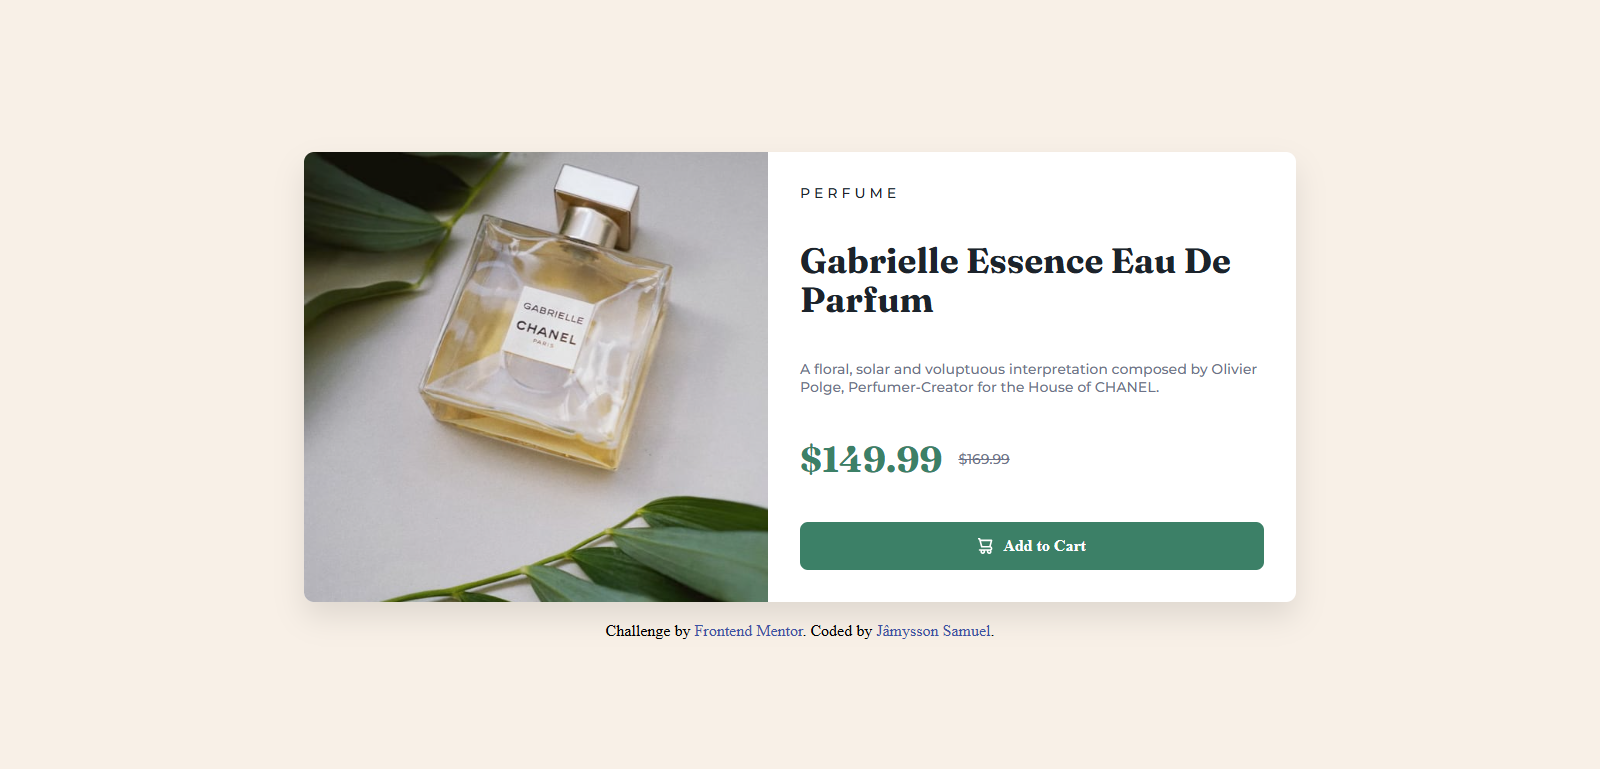 GABRIELLE
CHANEL
PARIS
PERFUME
Gabrielle Essence Eau De
Parfum
A floral, solar and voluptuous interpretation composed by Olivier
Polge, Perfumer-Creator for the House of CHANEL.
$149.99 $169.99
Add to Cart
Challenge by Frontend Mentor. Coded by Jâmysson Samuel.